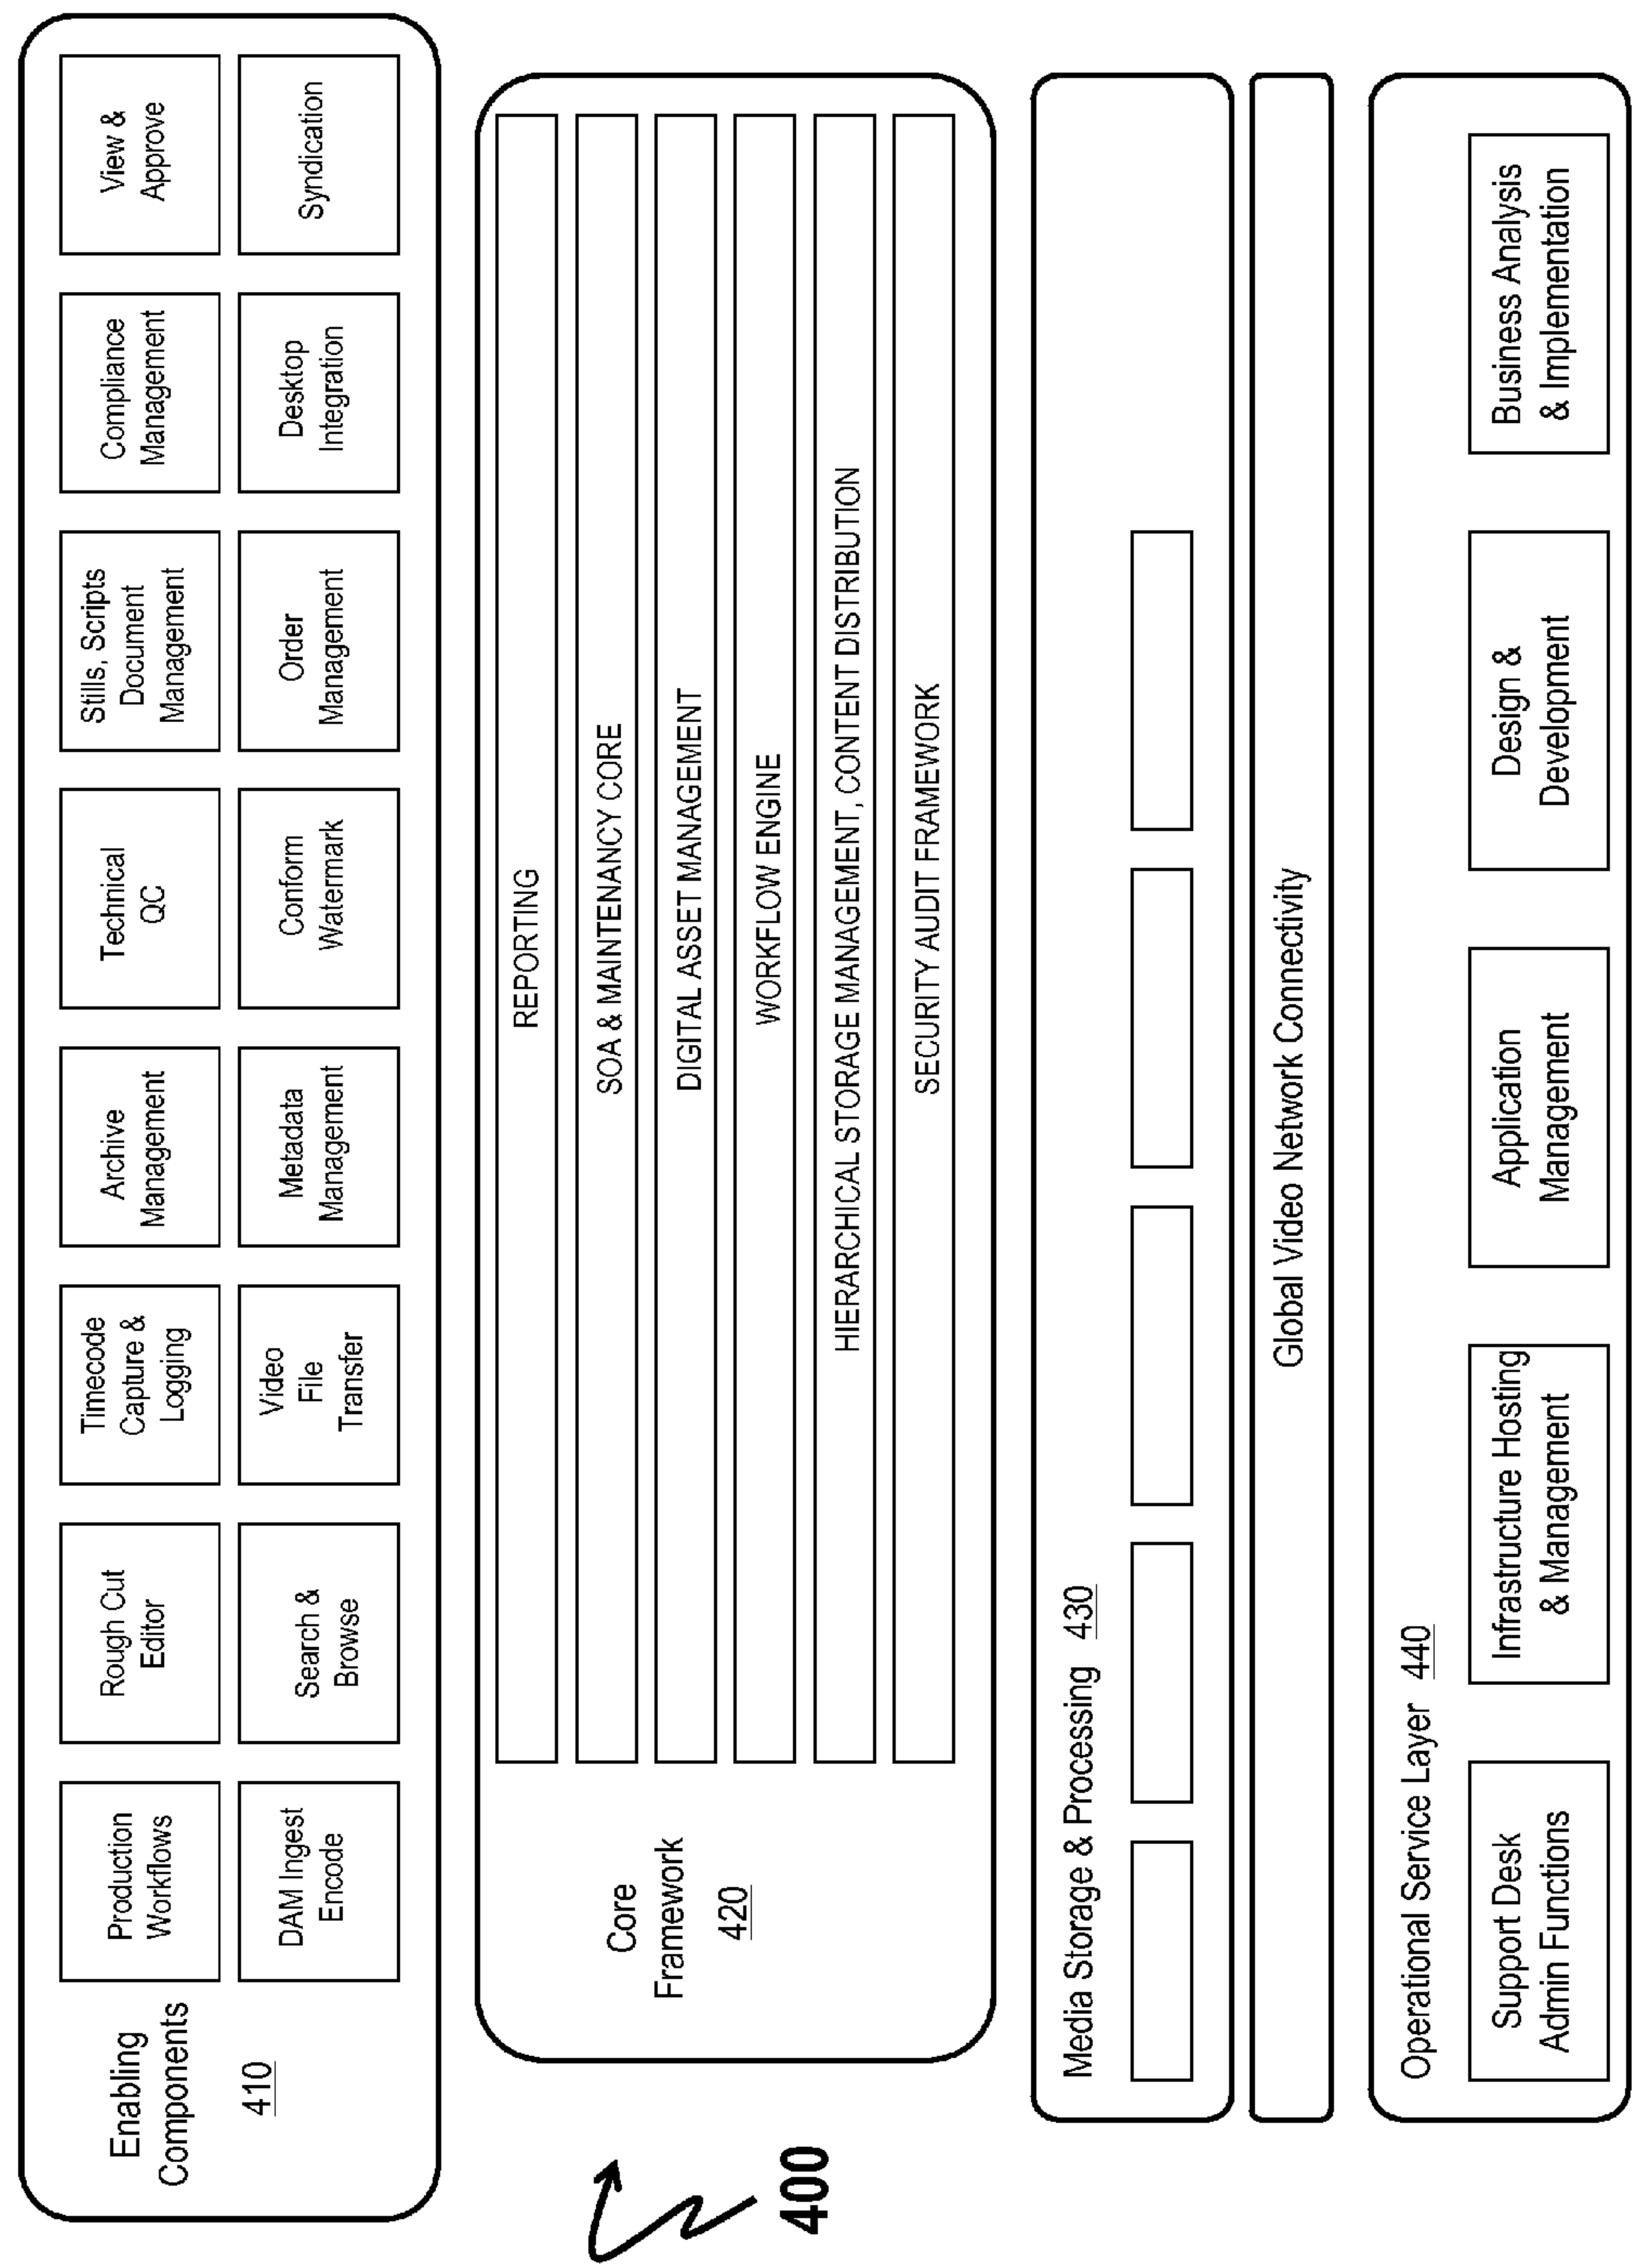 Enabling
Components
410
Production
Workflows
Rough Cut
Editor
Timecode
Capture &
Logging
Archive
Management
Technical
QC
Stills, Scripts
Document
Management
Compliance
Management
View &
Approve
DAM Ingest
Encode
Search &
Browse
Video
File
Transfer
Metadata
Management
Conform
Watermark
Order
Management
Desktop
Integration
Syndication
Core
Framework
420
REPORTING
SOA & MAINTENANCY CORE
DIGITAL ASSET MANAGEMENT
WORKFLOW ENGINE
HIERARCHICAL STORAGE MANAGEMENT, CONTENT DISTRIBUTION
SECURITY AUDIT FRAMEWORK
400
Media Storage & Processing 430
Global Video Network Connectivity
Operational Service Layer 440
Support Desk
Admin Functions
Infrastructure Hosting
& Management
Application
Management
Design &
Development
Business Analysis
& Implementation